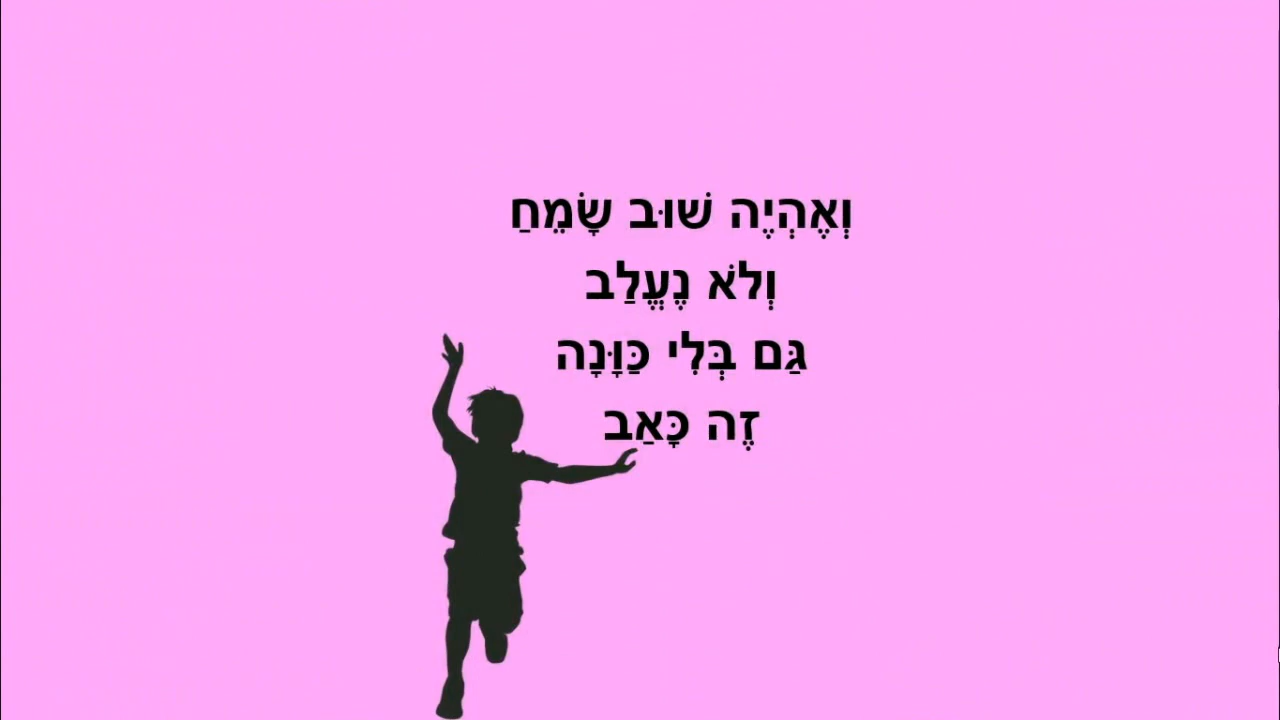 וְאֶהְיֶה שׁוּב שָׂמֵחַ
וְלֹא נֶעֱלַב
גַּם בְּלִי כַּוָּנָה
זֶה כָּאַב